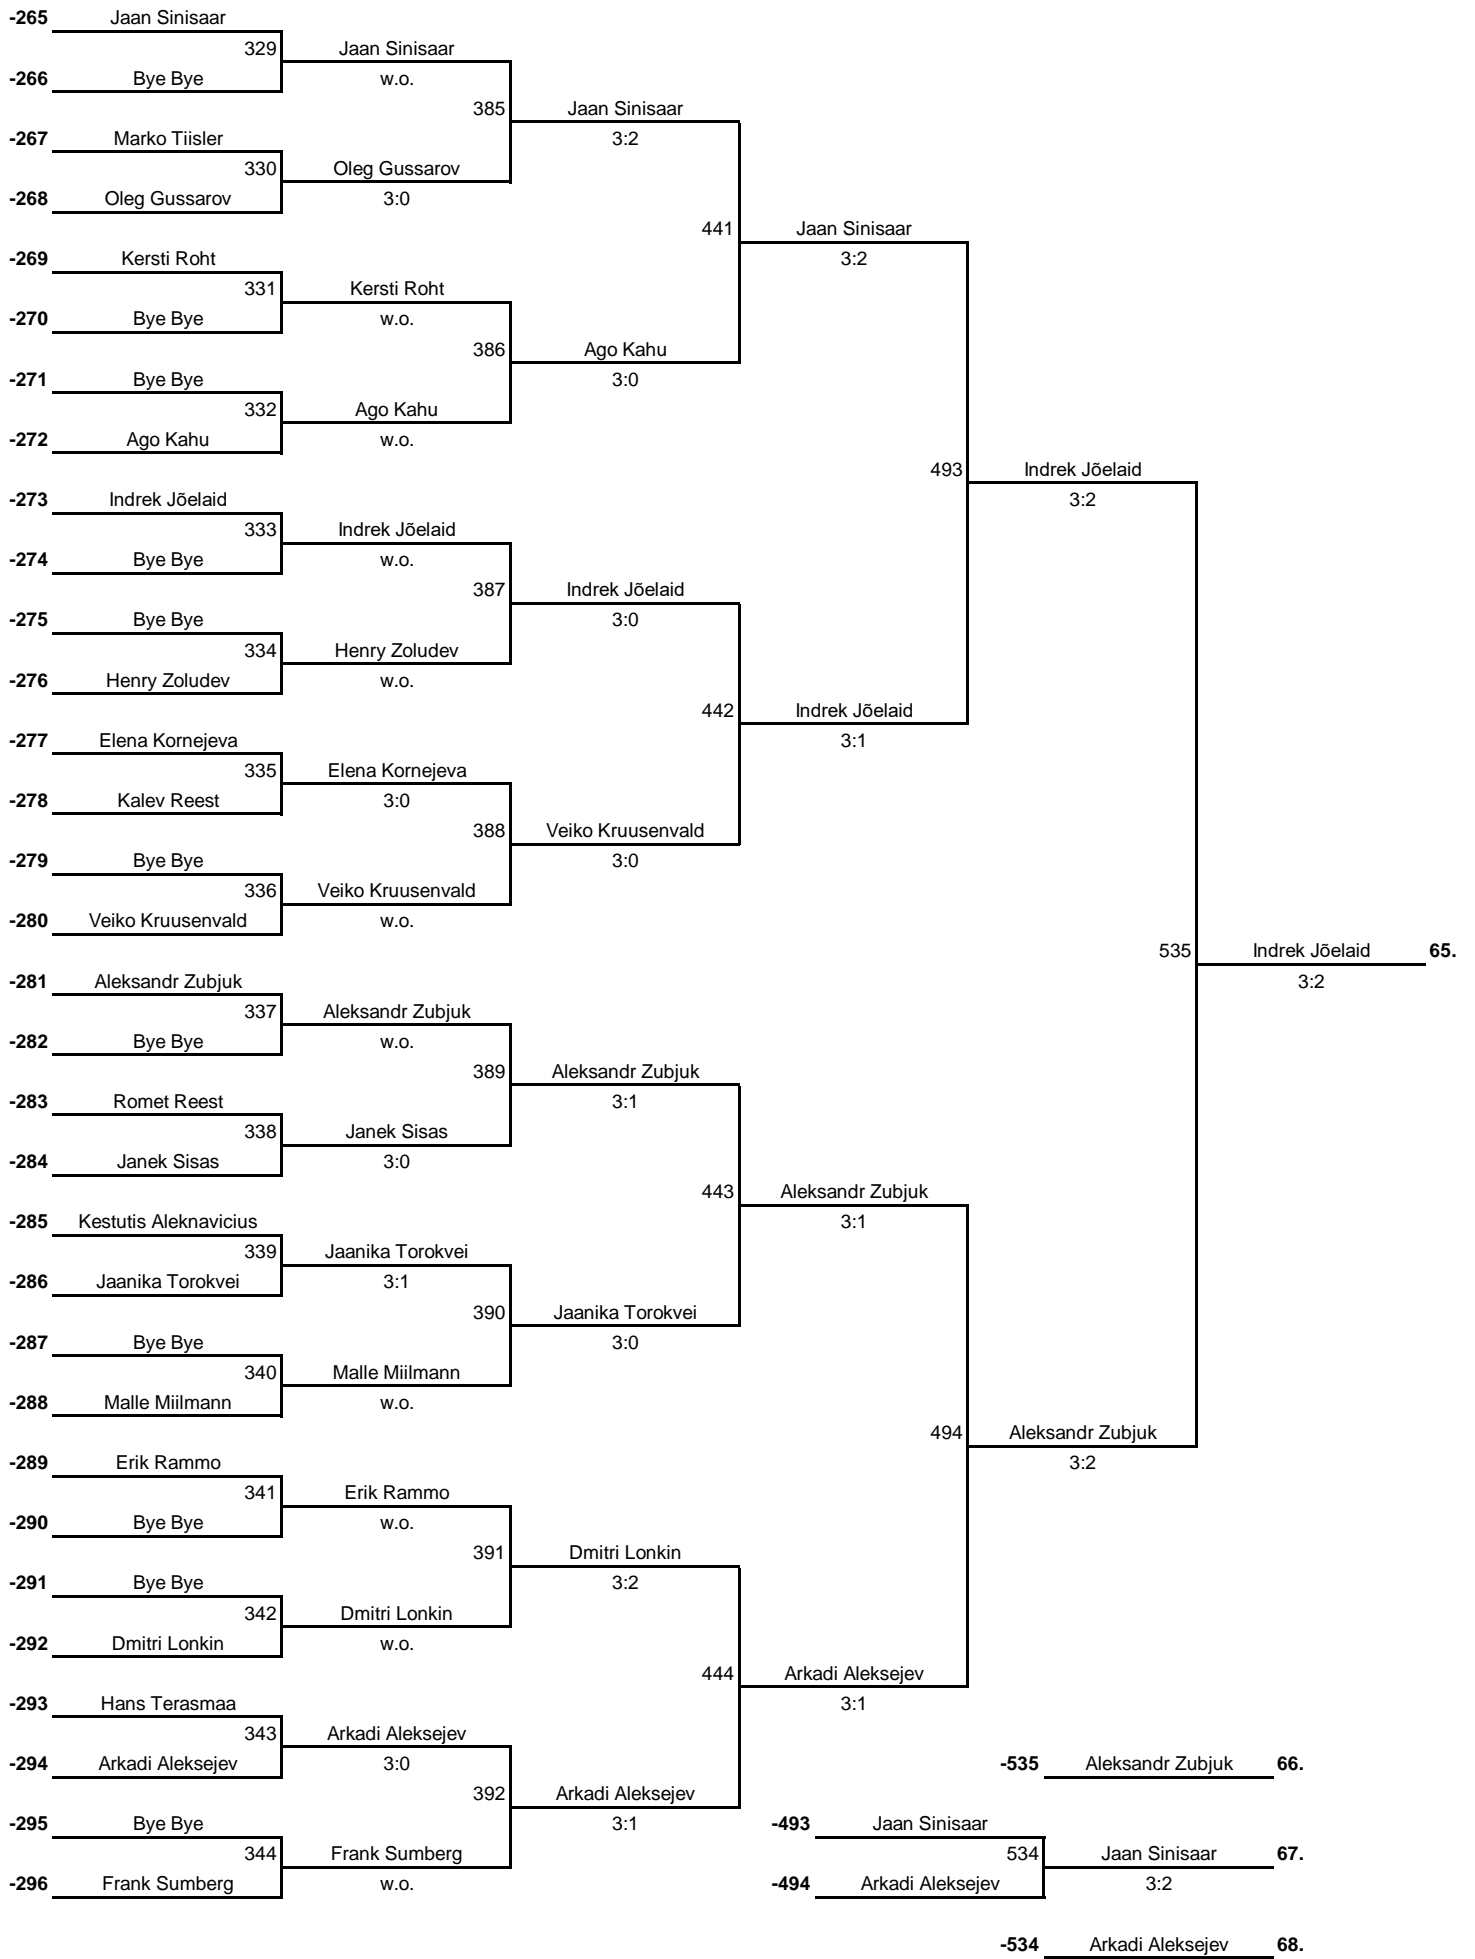 -265 Jaan Sinisaar
329 Jaan Sinisaar
-266 Bye Bye w.o.
385 Jaan Sinisaar
-267 Marko Tiisler 3:2
330 Oleg Gussarov
-268 Oleg Gussarov 3:0
441 Jaan Sinisaar
-269 Kersti Roht 3:2
331 Kersti Roht
-270 Bye Bye w.o.
386 Ago Kahu
-271 Bye Bye 3:0
332 Ago Kahu
-272 Ago Kahu w.o.
493 Indrek Jõelaid
-273 Indrek Jõelaid 3:2
333 Indrek Jõelaid
-274 Bye Bye w.o.
387 Indrek Jõelaid
-275 Bye Bye 3:0
334 Henry Zoludev
-276 Henry Zoludev w.o.
442 Indrek Jõelaid
-277 Elena Kornejeva 3:1
335 Elena Kornejeva
-278 Kalev Reest 3:0
388 Veiko Kruusenvald
-279 Bye Bye 3:0
336 Veiko Kruusenvald
-280 Veiko Kruusenvald w.o.
535 Indrek Jõelaid 65.
-281 Aleksandr Zubjuk 3:2
337 Aleksandr Zubjuk
-282 Bye Bye w.o.
389 Aleksandr Zubjuk
-283 Romet Reest 3:1
338 Janek Sisas
-284 Janek Sisas 3:0
443 Aleksandr Zubjuk
-285 Kestutis Aleknavicius 3:1
339 Jaanika Torokvei
-286 Jaanika Torokvei 3:1
390 Jaanika Torokvei
-287 Bye Bye 3:0
340 Malle Miilmann
-288 Malle Miilmann w.o.
494 Aleksandr Zubjuk
-289 Erik Rammo 3:2
341 Erik Rammo
-290 Bye Bye w.o.
391 Dmitri Lonkin
-291 Bye Bye 3:2
342 Dmitri Lonkin
-292 Dmitri Lonkin w.o.
444 Arkadi Aleksejev
-293 Hans Terasmaa 3:1
343 Arkadi Aleksejev
-294 Arkadi Aleksejev 3:0 -535 Aleksandr Zubjuk 66.
392 Arkadi Aleksejev
-295 Bye Bye 3:1 -493 Jaan Sinisaar
344 Frank Sumberg 534 Jaan Sinisaar 67.
-296 Frank Sumberg w.o. -494 Arkadi Aleksejev 3:2
-534 Arkadi Aleksejev 68.